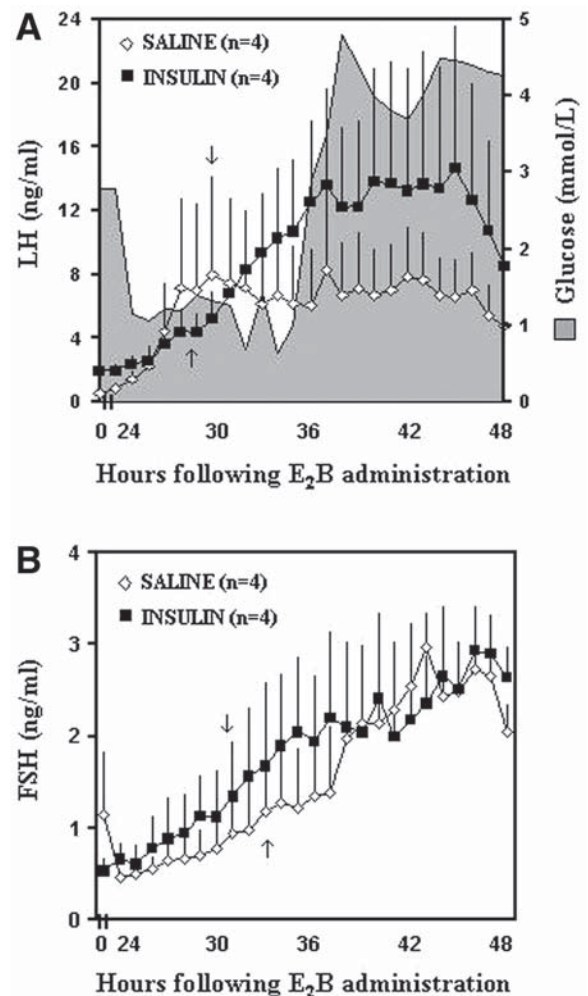 A
24
20
16
12
8
4
0
LH (ng/ml)
◇ SALINE (n=4)
■ INSULIN (n=4)
↓
↑
5
4
3
2
1
0
Glucose (mmol/L)
0 24 30 36 42 48
Hours following E₂B administration
B
4
3
2
1
0
FSH (ng/ml)
◇ SALINE (n=4)
■ INSULIN (n=4)
↓
↑
0 24 30 36 42 48
Hours following E₂B administration